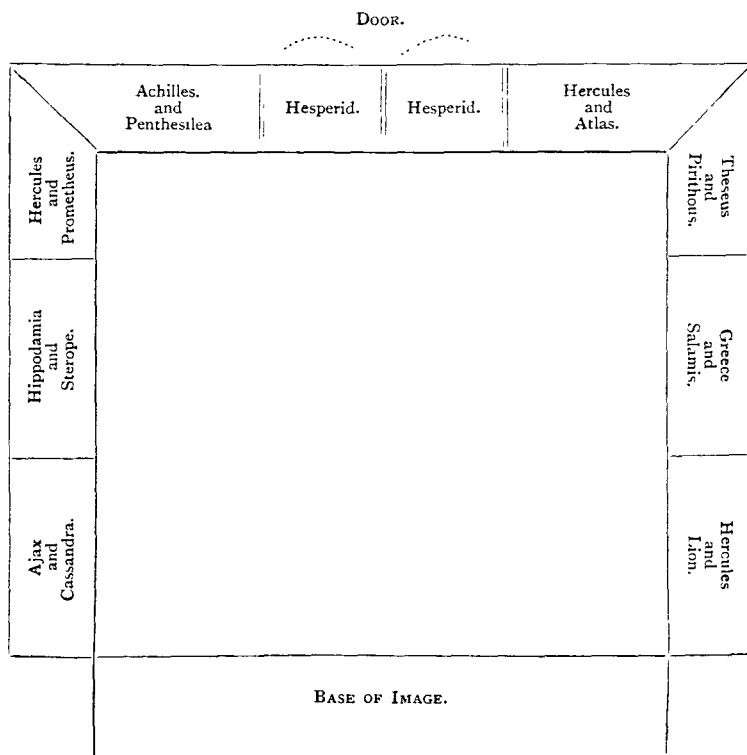 DOOR.
Achilles.
and
Penthesilea
Hesperid.
Hesperid.
Hercules
and
Atlas.
Hercules
and
Prometheus.
Theseus
and
Pirithous.
Hippodamia
and
Sterope.
Greece
and
Salamis.
Ajax
and
Cassandra.
Hercules
and
Lion.
BASE OF IMAGE.